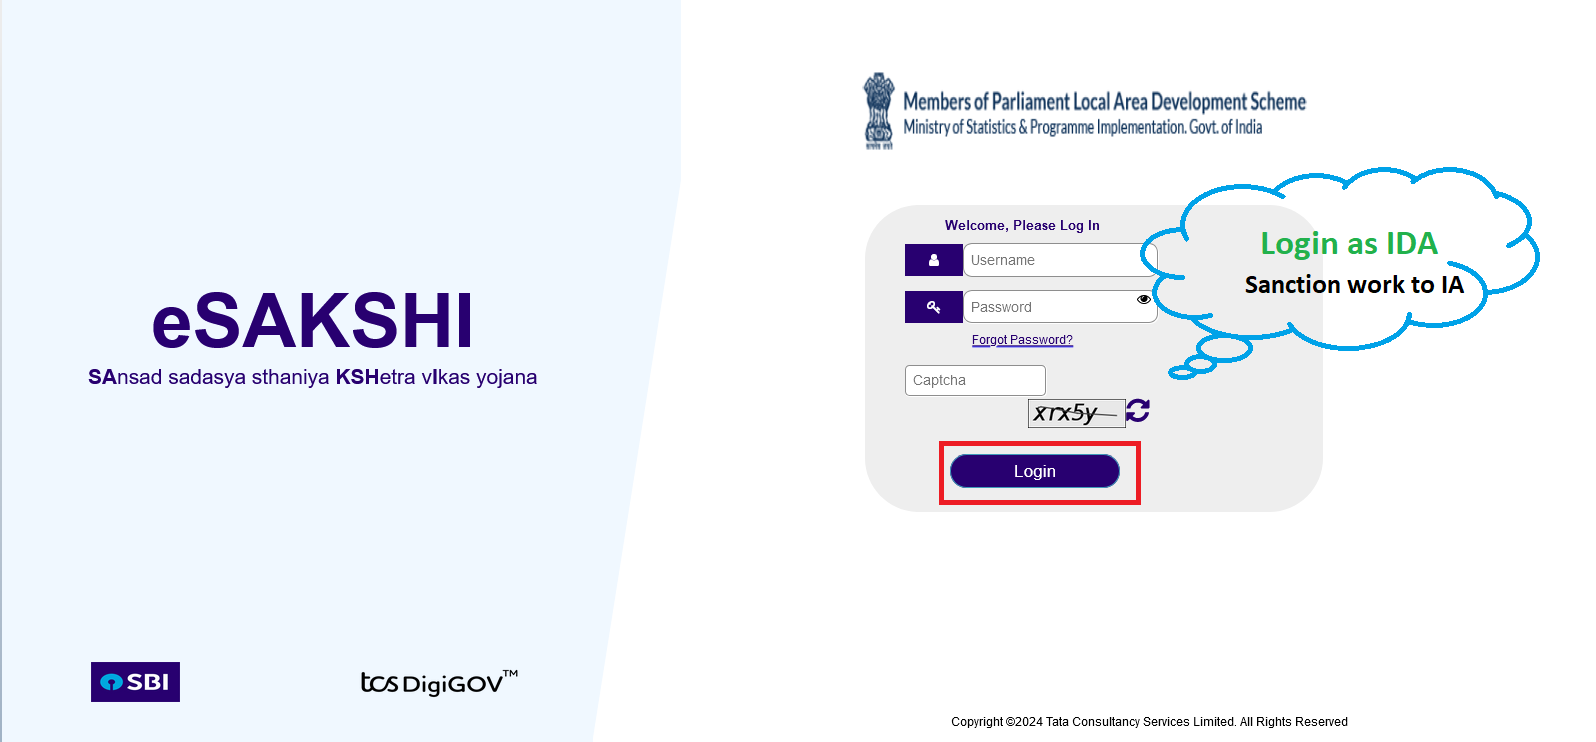 eSAKSHI
SAnsad sadasya sthaniya KSHetra vIkas yojana
SBI
tcs DigiGOV™
Members of Parliament Local Area Development Scheme
Ministry of Statistics & Programme Implementation. Govt. of India
Welcome, Please Log In
Username
Password
Forgot Password?
Captcha
xrx5y
Login
Login as IDA
Sanction work to IA
Copyright ©2024 Tata Consultancy Services Limited. All Rights Reserved